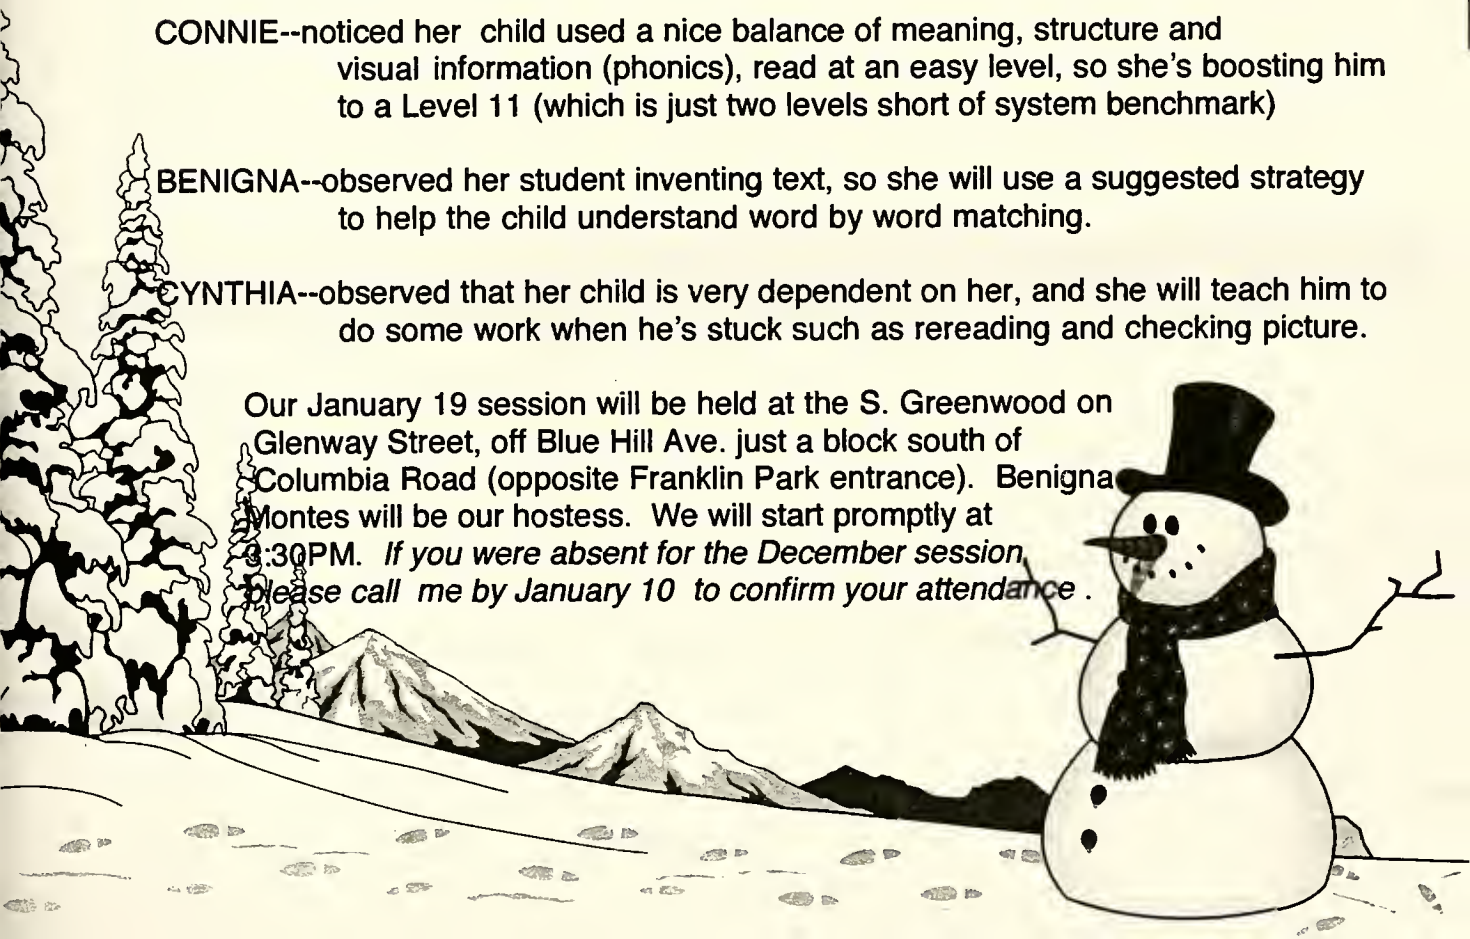 CONNIE--noticed her child used a nice balance of meaning, structure and
visual information (phonics), read at an easy level, so she's boosting him
to a Level 11 (which is just two levels short of system benchmark)
BENIGNA--observed her student inventing text, so she will use a suggested strategy
to help the child understand word by word matching.
CYNTHIA--observed that her child is very dependent on her, and she will teach him to
do some work when he's stuck such as rereading and checking picture.
Our January 19 session will be held at the S. Greenwood on
Glenway Street, off Blue Hill Ave. just a block south of
Columbia Road (opposite Franklin Park entrance). Benigna
Montes will be our hostess. We will start promptly at
3:30PM. If you were absent for the December session,
please call me by January 10 to confirm your attendance .